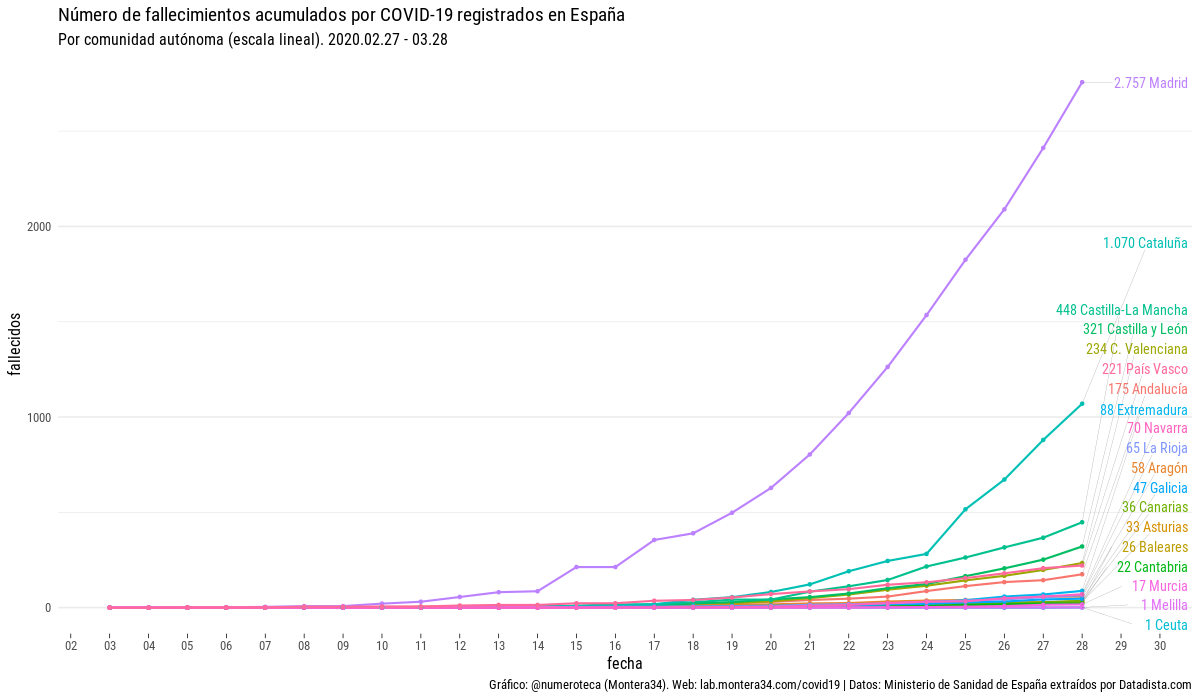 Número de fallecimientos acumulados por COVID-19 registrados en España
Por comunidad autónoma (escala lineal). 2020.02.27 - 03.28
2.757 Madrid
2000
1.070 Cataluña
448 Castilla-La Mancha
321 Castilla y León
234 C. Valenciana
221 País Vasco
175 Andalucía
88 Extremadura
1000
70 Navarra
65 La Rioja
58 Aragón
47 Galicia
36 Canarias
33 Asturias
26 Baleares
22 Cantabria
17 Murcia
1 Melilla
0
1 Ceuta
fallecidos
02 03 04 05 06 07 08 09 10 11 12 13 14 15 16 17 18 19 20 21 22 23 24 25 26 27 28 29 30
fecha
Gráfico: @numeroteca (Montera34). Web: lab.montera34.com/covid19 | Datos: Ministerio de Sanidad de España extraídos por Datadista.com